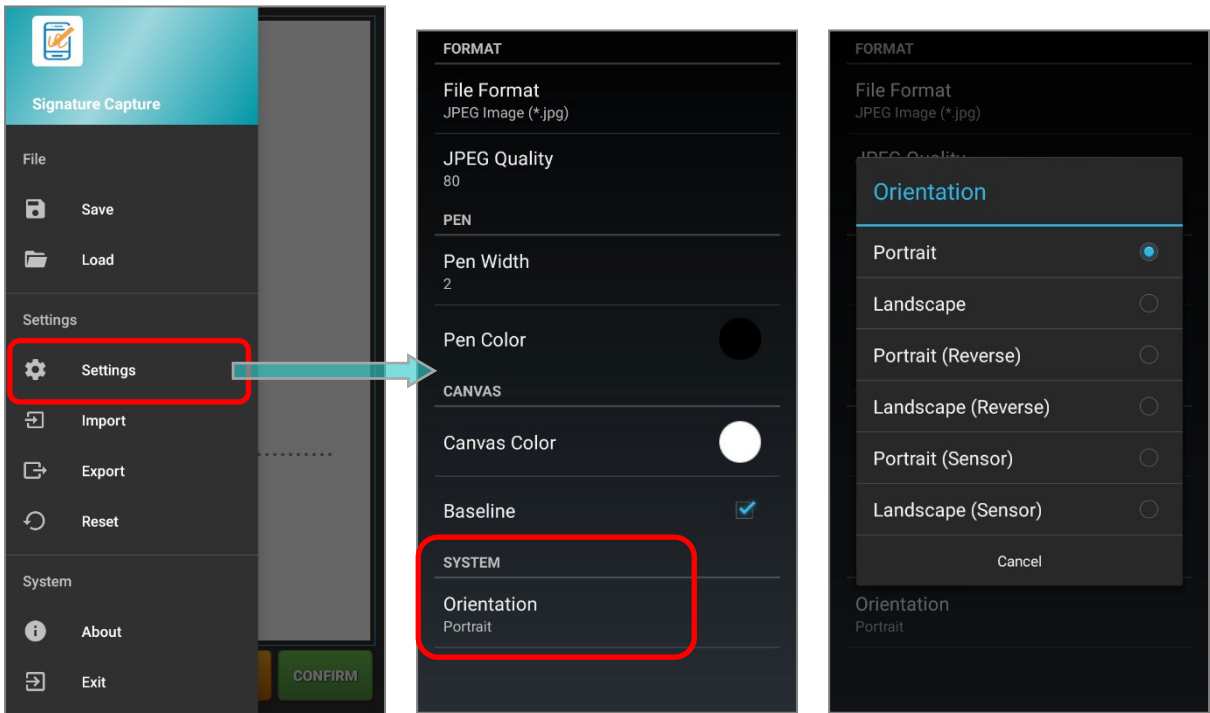 Signature Capture
File
Save
Load
Settings
Settings
Import
Export
Reset
System
About
Exit
CONFIRM
FORMAT
File Format
JPEG Image (*.jpg)
JPEG Quality
80
PEN
Pen Width
2
Pen Color
CANVAS
Canvas Color
Baseline
SYSTEM
Orientation
Portrait
FORMAT
File Format
JPEG Image (*.jpg)
JPEG Quality
Orientation
Portrait
Landscape
Portrait (Reverse)
Landscape (Reverse)
Portrait (Sensor)
Landscape (Sensor)
Cancel
Orientation
Portrait